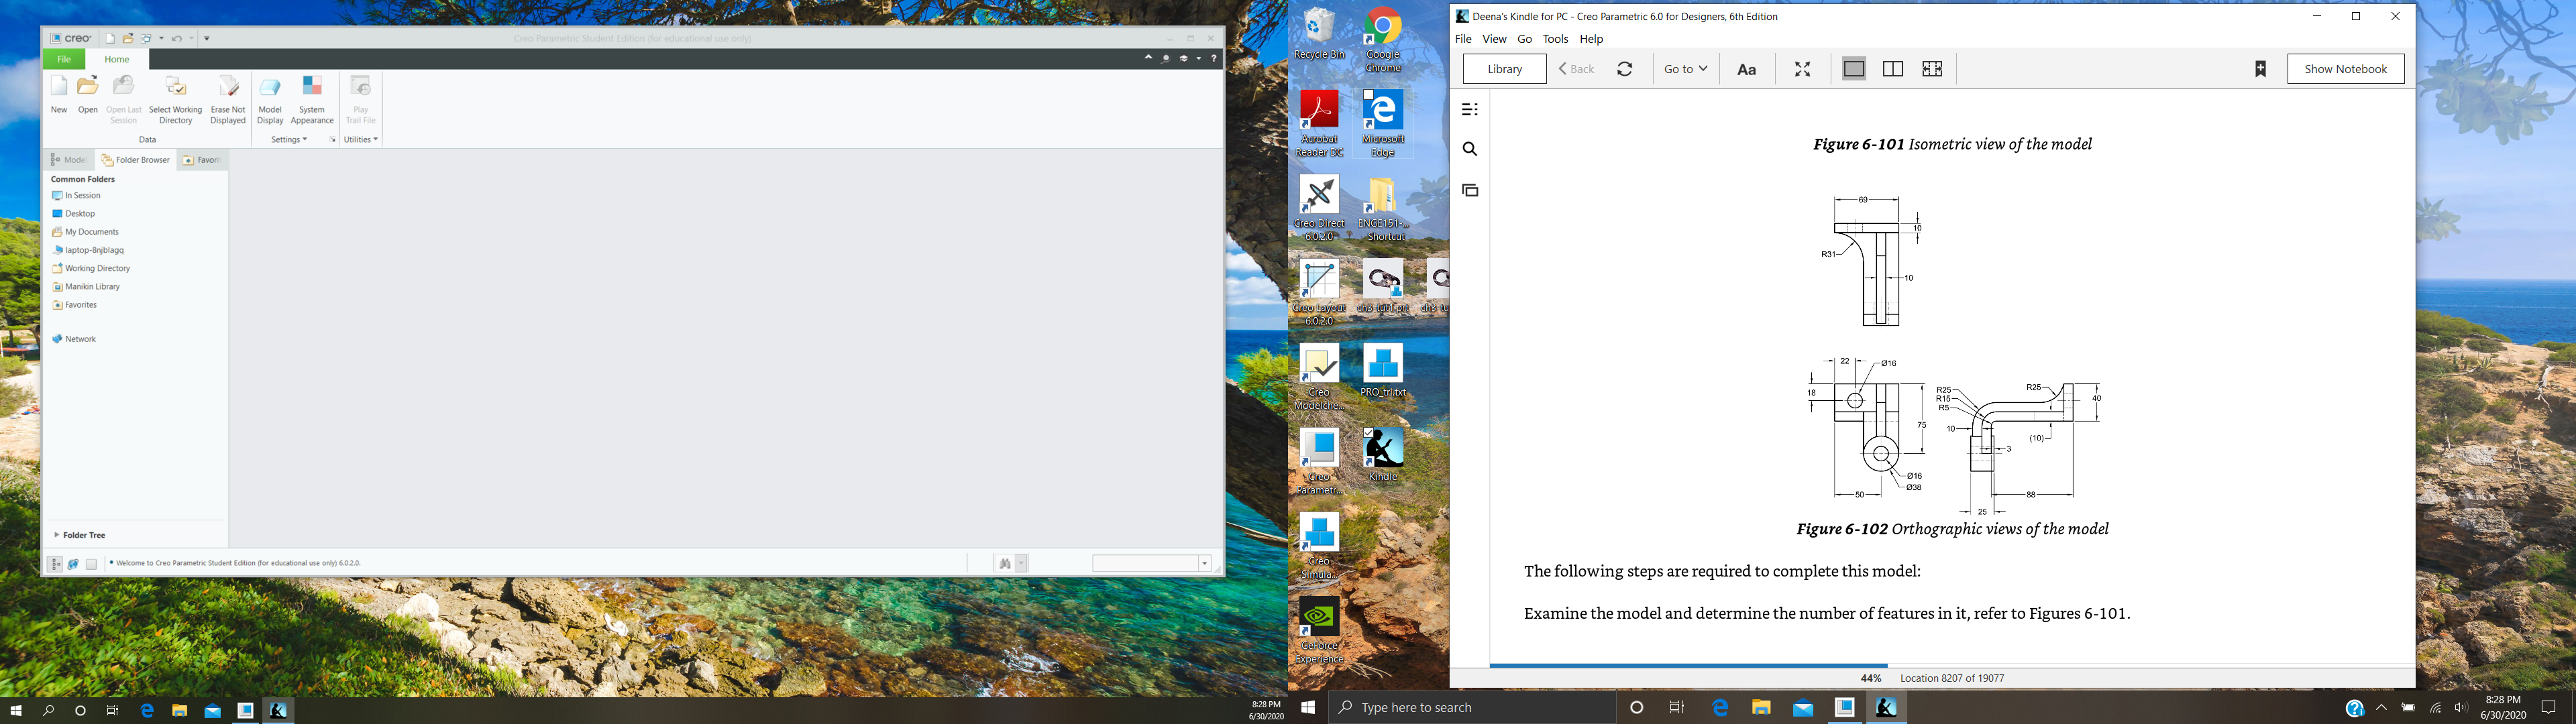 creo
Creo Parametric Student Edition (for educational use only)
File
Home
New
Open
Open Last
Session
Select Working
Directory
Erase Not
Displayed
Model
Display
System
Appearance
Play
Trail File
Data
Settings
Utilities
Model
Folder Browser
Favori
Common Folders
In Session
Desktop
My Documents
laptop-8njblagq
Working Directory
Manikin Library
Favorites
Network
Folder Tree
Welcome to Creo Parametric Student Edition (for educational use only) 6.0.2.0.
8:28 PM
6/30/2020
Recycle Bin
Google
Chrome
Acrobat
Reader DC
Microsoft
Edge
Creo Direct
6.0.2.0
ENGE151-...
- Shortcut
Creo Layout
6.0.2.0
ch3-tut1.prt
ch3-tu
Creo
Modelche...
PRO_trl.txt
Creo
Parametr...
Kindle
Creo
Simula...
GeForce
Experience
Deena's Kindle for PC - Creo Parametric 6.0 for Designers, 6th Edition
File View Go Tools Help
Library
Back
Go to
Aa
Show Notebook
Figure 6-101 Isometric view of the model
69
10
R31
10
22
Ø16
18
75
Ø16
Ø38
50
R25
R15
R5
R25
40
10
(10)
3
88
25
Figure 6-102 Orthographic views of the model
The following steps are required to complete this model:
Examine the model and determine the number of features in it, refer to Figures 6-101.
44% Location 8207 of 19077
Type here to search
8:28 PM
6/30/2020